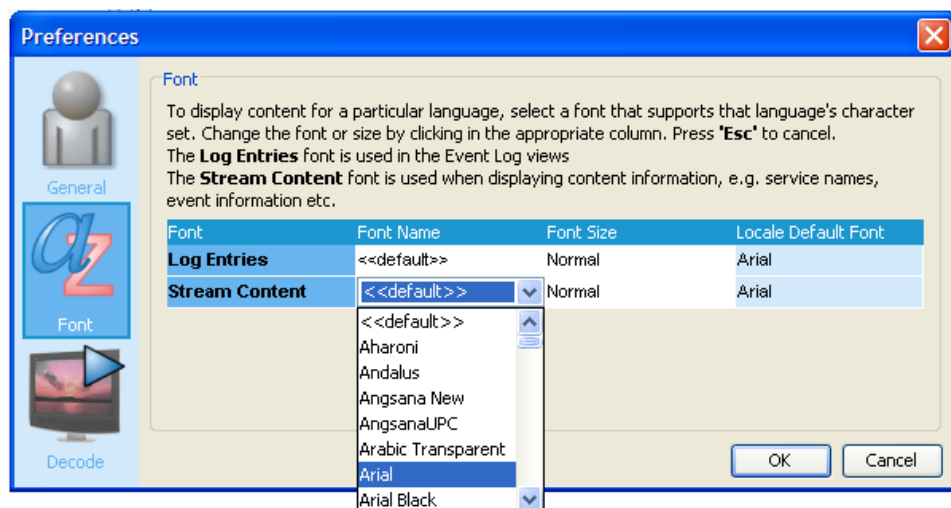 Preferences
General
Font
Decode
Font
To display content for a particular language, select a font that supports that language's character
set. Change the font or size by clicking in the appropriate column. Press 'Esc' to cancel.
The Log Entries font is used in the Event Log views
The Stream Content font is used when displaying content information, e.g. service names,
event information etc.
Font Font Name Font Size Locale Default Font
Log Entries <<default>> Normal Arial
Stream Content <<default>> Normal Arial
<<default>>
Aharoni
Andalus
Angsana New
AngsanaUPC
Arabic Transparent
Arial
Arial Black
OK Cancel